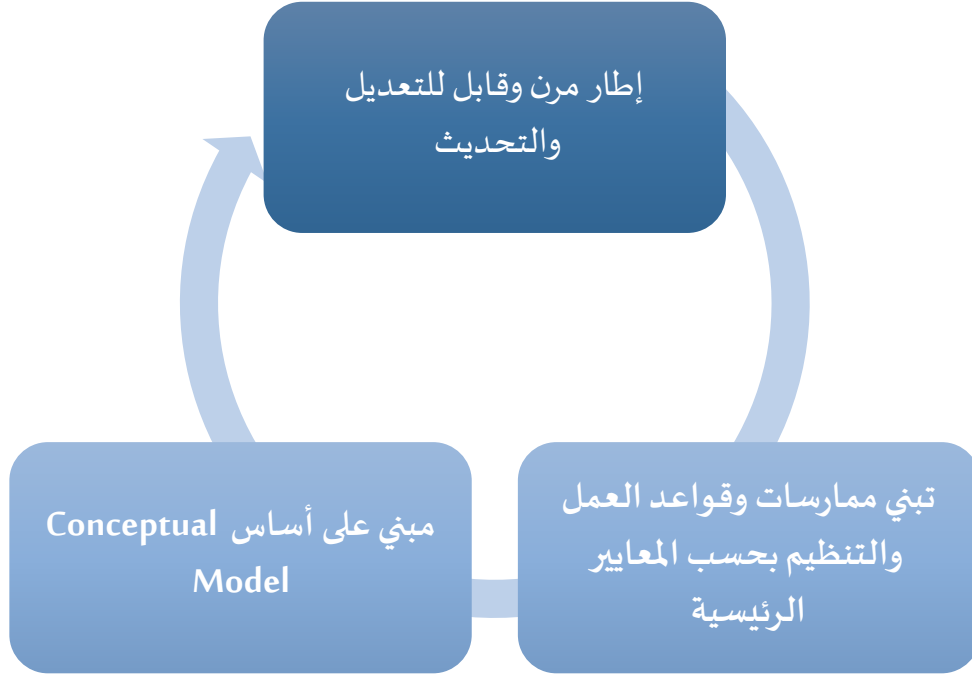 إطار مرن وقابل للتعديل
والتحديث
تبني ممارسات وقواعد العمل
والتنظيم بحسب المعايير
الرئيسية
مبني على أساس Conceptual
Model